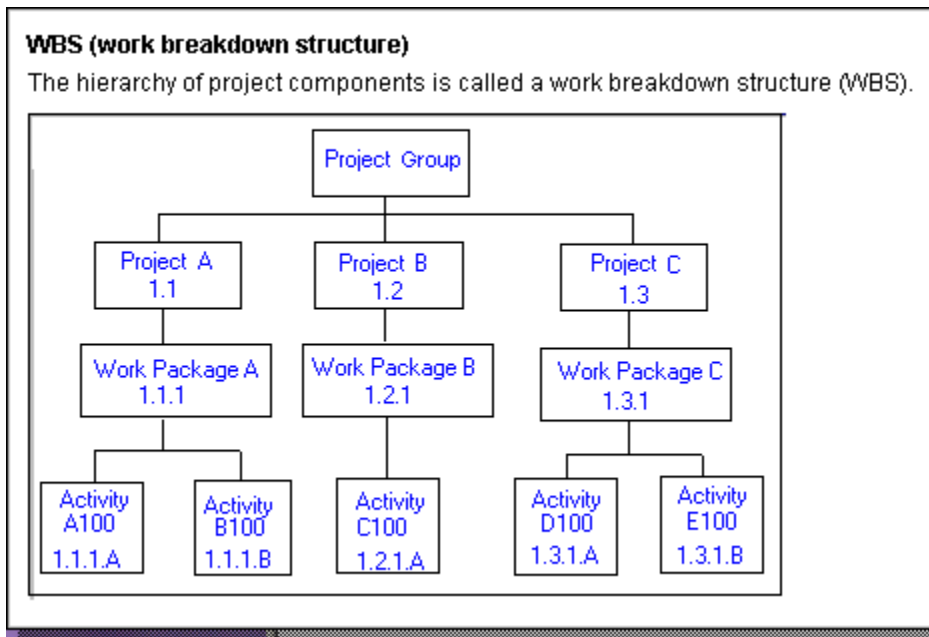 WBS (work breakdown structure)
The hierarchy of project components is called a work breakdown structure (WBS).
Project Group
Project A
1.1
Project B
1.2
Project C
1.3
Work Package A
1.1.1
Work Package B
1.2.1
Work Package C
1.3.1
Activity
A100
1.1.1.A
Activity
B100
1.1.1.B
Activity
C100
1.2.1.A
Activity
D100
1.3.1.A
Activity
E100
1.3.1.B